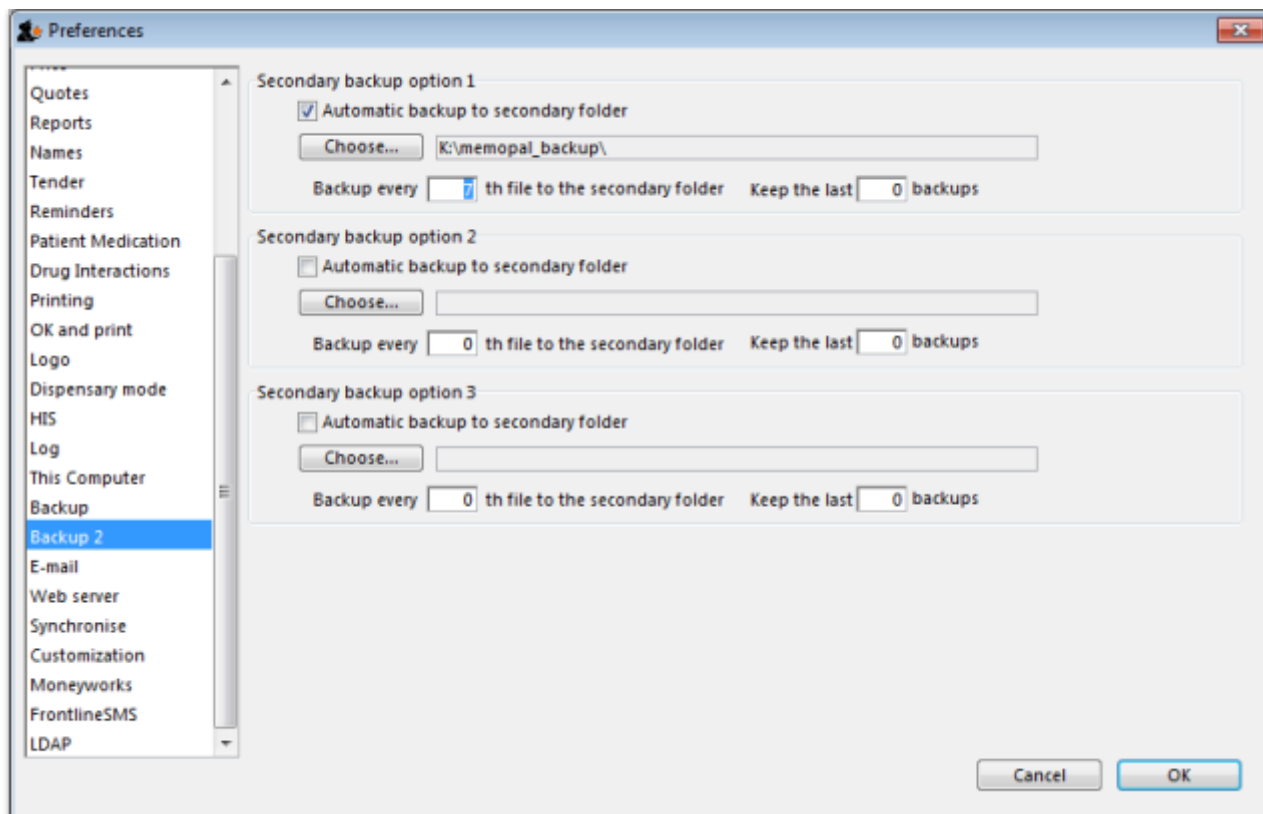 Preferences
Quotes
Reports
Names
Tender
Reminders
Patient Medication
Drug Interactions
Printing
OK and print
Logo
Dispensary mode
HIS
Log
This Computer
Backup
Backup 2
E-mail
Web server
Synchronise
Customization
Moneyworks
FrontlineSMS
LDAP
Secondary backup option 1
Automatic backup to secondary folder
Choose... K:\memopal_backup\
Backup every 7 th file to the secondary folder Keep the last 0 backups
Secondary backup option 2
Automatic backup to secondary folder
Choose...
Backup every 0 th file to the secondary folder Keep the last 0 backups
Secondary backup option 3
Automatic backup to secondary folder
Choose...
Backup every 0 th file to the secondary folder Keep the last 0 backups
Cancel OK